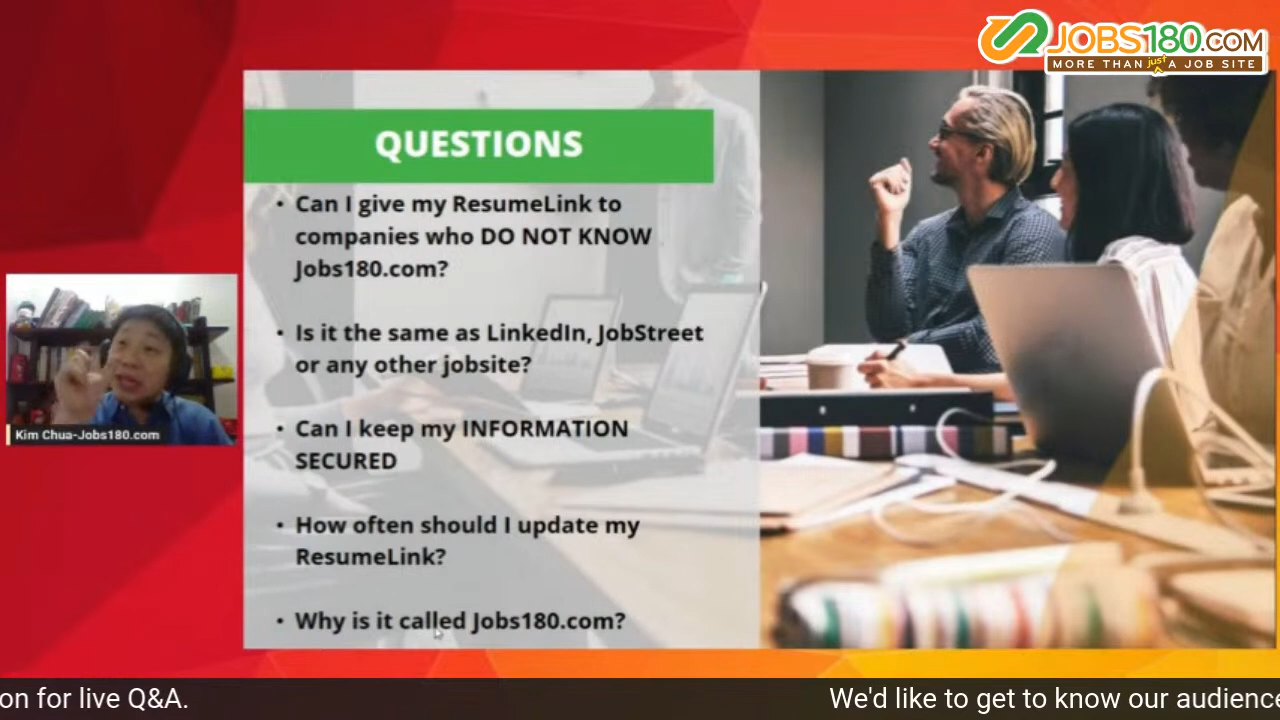 JOBS180.COM
MORE THAN just A JOB SITE
QUESTIONS
• Can I give my ResumeLink to
companies who DO NOT KNOW
Jobs180.com?
• Is it the same as LinkedIn, JobStreet
or any other jobsite?
• Can I keep my INFORMATION
SECURED
• How often should I update my
ResumeLink?
• Why is it called Jobs180.com?
Kim Chua-Jobs180.com
on for live Q&A.
We'd like to get to know our audience